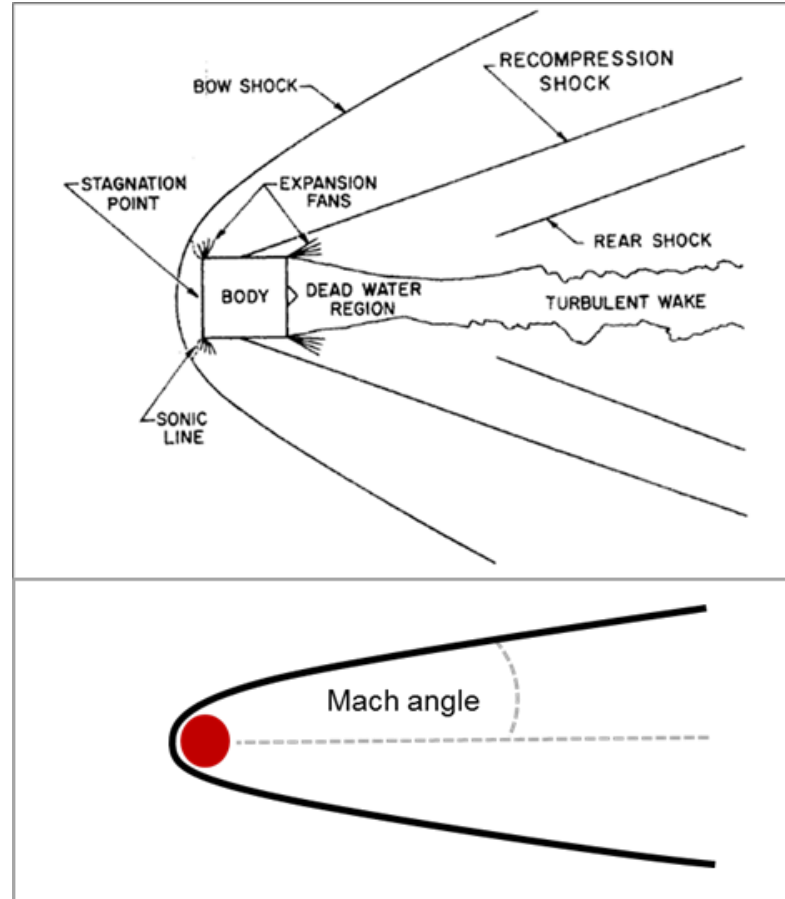 RECOMPRESSION
SHOCK
BOW SHOCK
STAGNATION
POINT
EXPANSION
FANS
REAR SHOCK
BODY
DEAD WATER
REGION
TURBULENT WAKE
SONIC
LINE
Mach angle